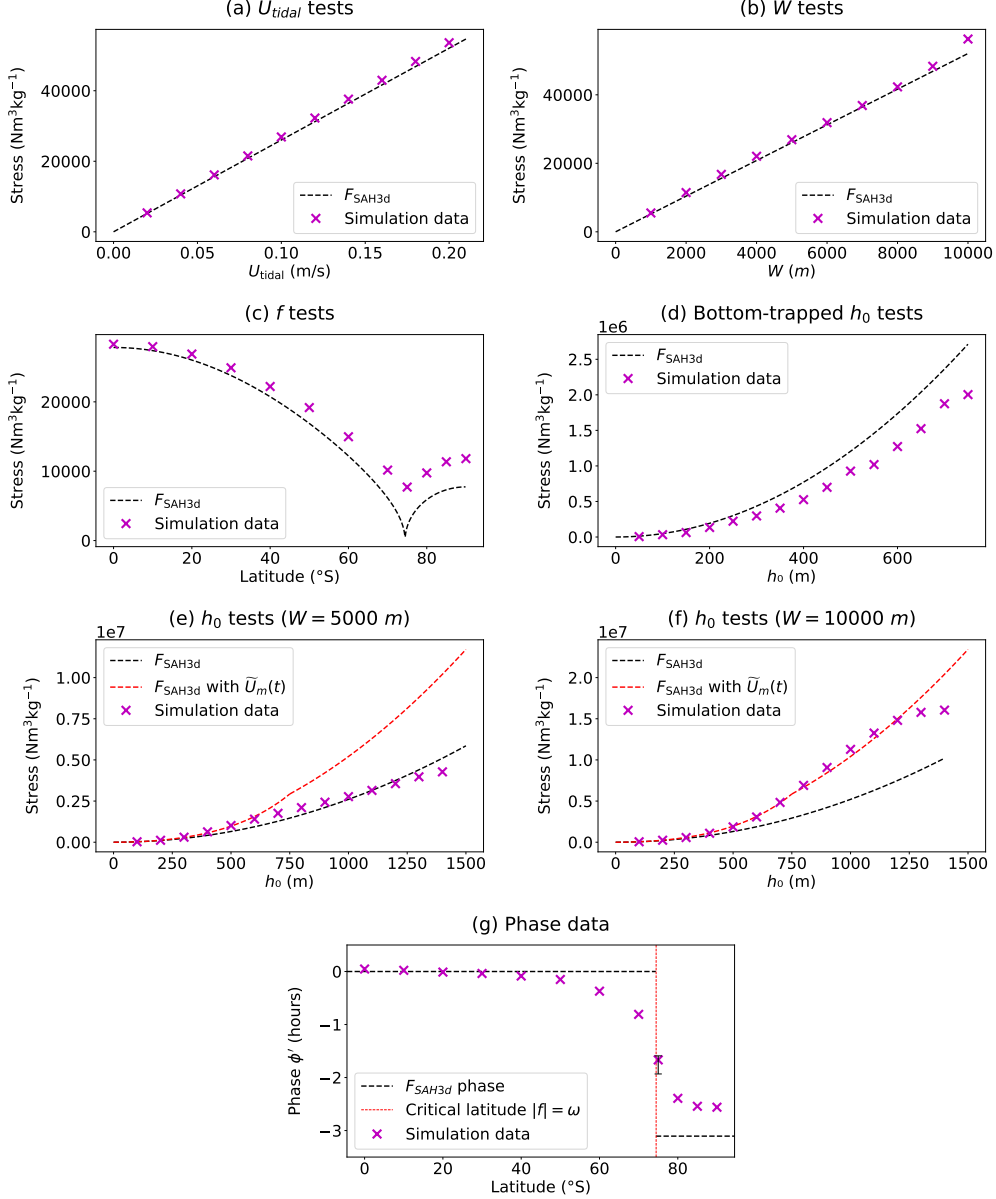 (a) U_tidal tests
Stress (Nm³kg⁻¹)
40000
20000
0
F_SAH3d
Simulation data
0.00 0.05 0.10 0.15 0.20
U_tidal (m/s)
(b) W tests
Stress (Nm³kg⁻¹)
40000
20000
0
F_SAH3d
Simulation data
0 2000 4000 6000 8000 10000
W (m)
(c) f tests
Stress (Nm³kg⁻¹)
20000
10000
0
F_SAH3d
Simulation data
0 20 40 60 80
Latitude (°S)
(d) Bottom-trapped h₀ tests
1e6
Stress (Nm³kg⁻¹)
2.5
2.0
1.5
1.0
0.5
0.0
F_SAH3d
Simulation data
0 200 400 600
h₀ (m)
(e) h₀ tests (W = 5000 m)
1e7
Stress (Nm³kg⁻¹)
1.00
0.75
0.50
0.25
0.00
F_SAH3d
F_SAH3d with Ũ_m(t)
Simulation data
0 250 500 750 1000 1250 1500
h₀ (m)
(f) h₀ tests (W = 10000 m)
1e7
Stress (Nm³kg⁻¹)
2.0
1.5
1.0
0.5
0.0
F_SAH3d
F_SAH3d with Ũ_m(t)
Simulation data
0 250 500 750 1000 1250 1500
h₀ (m)
(g) Phase data
Phase ϕ′ (hours)
0
−1
−2
−3
F_SAH3d phase
Critical latitude |f| = ω
Simulation data
0 20 40 60 80
Latitude (°S)